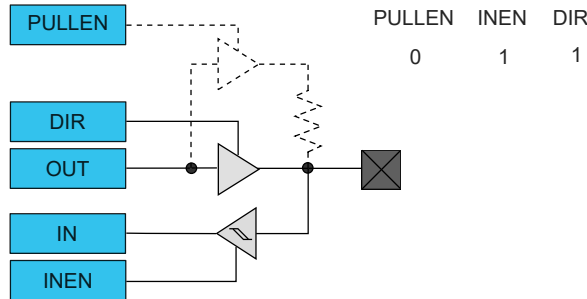 PULLEN
PULLEN INEN DIR
0 1 1
DIR
OUT
IN
INEN